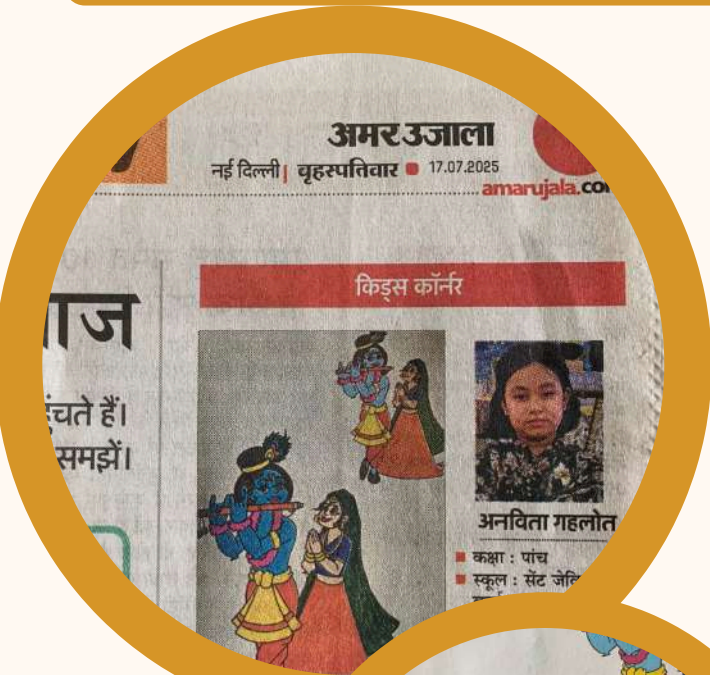 अमर उजाला
नई दिल्ली | वृहस्पतिवार 17.07.2025
amarujala.co
किड्स कॉर्नर
ाज
ंचते हैं।
समझें।
अनविता गहलोत
कक्षा : पांच
स्कूल : सेंट जेवि